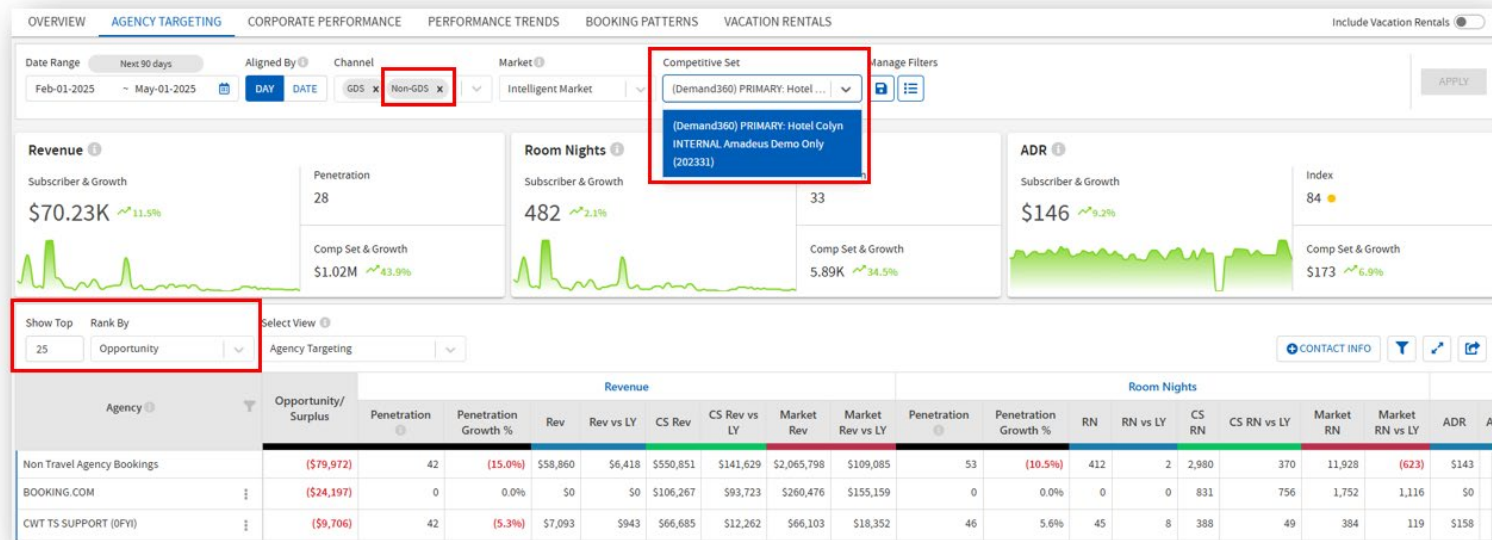 OVERVIEW AGENCY TARGETING CORPORATE PERFORMANCE PERFORMANCE TRENDS BOOKING PATTERNS VACATION RENTALS Include Vacation Rentals
Date Range Next 90 days Aligned By Channel Market Competitive Set Manage Filters
Feb-01-2025 ~ May-01-2025 DAY DATE GDS x Non-GDS x Intelligent Market (Demand360) PRIMARY: Hotel ... APPLY
(Demand360) PRIMARY: Hotel Colyn
INTERNAL Amadeus Demo Only
(202331)
Revenue Room Nights ADR
Subscriber & Growth Penetration Subscriber & Growth Subscriber & Growth Index
$70.23K 11.5% 28 482 2.1% 33 $146 9.2% 84
Comp Set & Growth Comp Set & Growth Comp Set & Growth
$1.02M 43.9% 5.89K 34.5% $173 6.9%
Show Top Rank By Select View
25 Opportunity Agency Targeting CONTACT INFO
Revenue Room Nights
Agency Opportunity/ Surplus Penetration Penetration Growth % Rev Rev vs LY CS Rev CS Rev vs LY Market Rev Market Rev vs LY Penetration Penetration Growth % RN RN vs LY CS RN CS RN vs LY Market RN Market RN vs LY ADR
Non Travel Agency Bookings ($79,972) 42 (15.0%) $58,860 $6,418 $550,851 $141,629 $2,065,798 $109,085 53 (10.5%) 412 2 2,980 370 11,928 (623) $143
BOOKING.COM ($24,197) 0 0.0% $0 $0 $106,267 $93,723 $260,476 $155,159 0 0.0% 0 0 831 756 1,752 1,116 $0
CWT TS SUPPORT (0FYI) ($9,706) 42 (5.3%) $7,093 $943 $66,685 $12,262 $66,103 $18,352 46 5.6% 45 8 388 49 384 119 $158